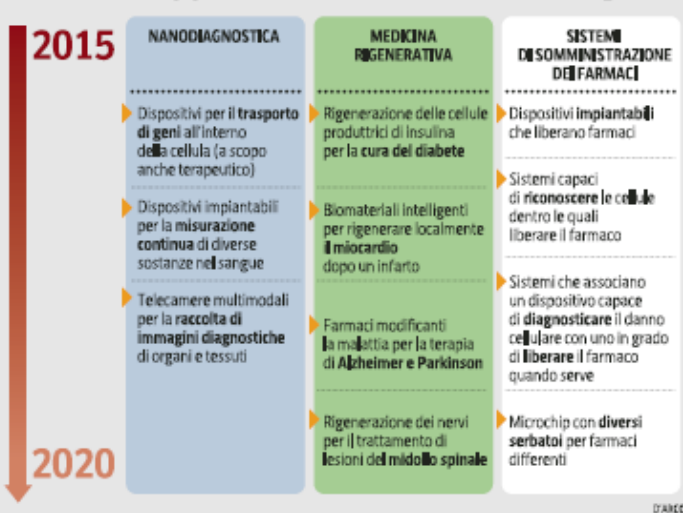 2015
NANODIAGNOSTICA
Dispositivi per il trasporto
di geni all'interno
della cellula (a scopo
anche terapeutico)
Dispositivi impiantabili
per la misurazione
continua di diverse
sostanze nel sangue
Telecamere multimodali
per la raccolta di
immagini diagnostiche
di organi e tessuti
MEDICINA
RIGENERATIVA
Rigenerazione delle cellule
produttrici di insulina
per la cura del diabete
Biomateriali intelligenti
per rigenerare localmente
il miocardio
dopo un infarto
Farmaci modificanti
la malattia per la terapia
di Alzheimer e Parkinson
Rigenerazione dei nervi
per il trattamento di
lesioni del midollo spinale
SISTEMI
DI SOMMINISTRAZIONE
DEI FARMACI
Dispositivi impiantabili
che liberano farmaci
Sistemi capaci
di riconoscere le cellule
dentro le quali
liberare il farmaco
Sistemi che associano
un dispositivo capace
di diagnosticare il danno
cellulare con uno in grado
di liberare il farmaco
quando serve
Microchip con diversi
serbatoi per farmaci
differenti
2020